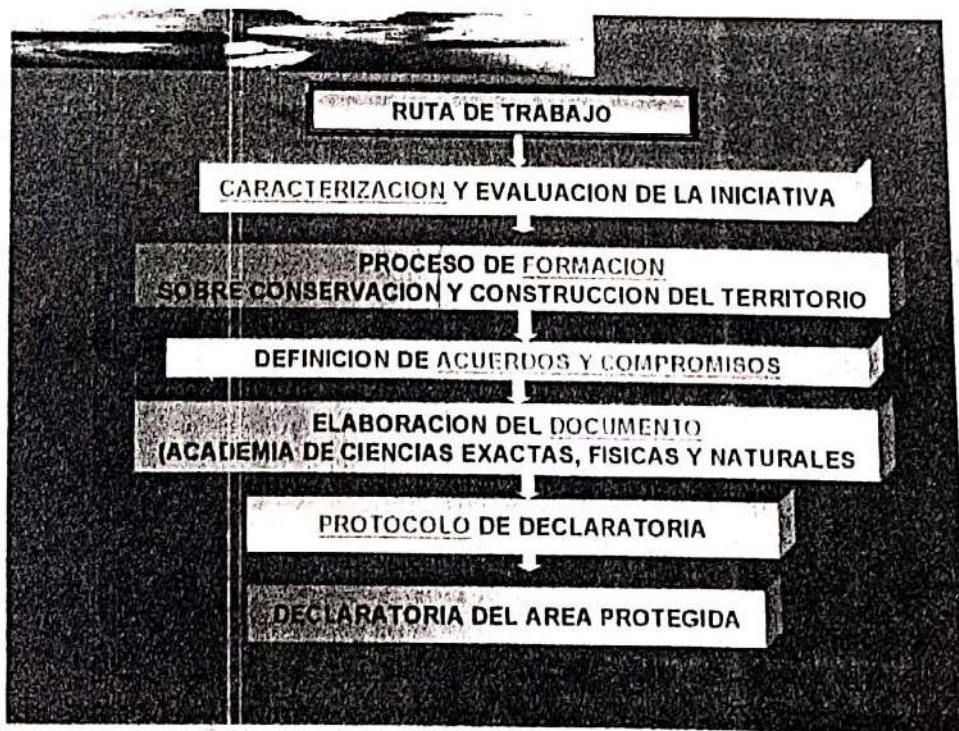 RUTA DE TRABAJO
CARACTERIZACION Y EVALUACION DE LA INICIATIVA
PROCESO DE FORMACION
SOBRE CONSERVACION Y CONSTRUCCION DEL TERRITORIO
DEFINICION DE ACUERDOS Y COMPROMISOS
ELABORACION DEL DOCUMENTO
(ACADEMIA DE CIENCIAS EXACTAS, FISICAS Y NATURALES
PROTOCOLO DE DECLARATORIA
DECLARATORIA DEL AREA PROTEGIDA